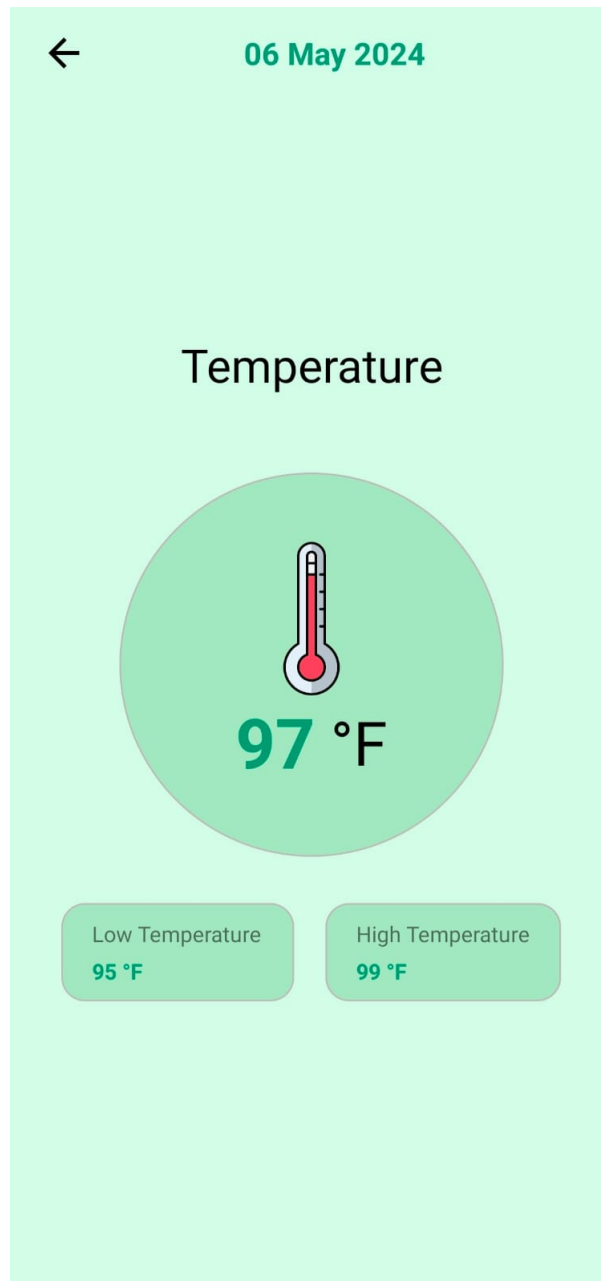 06 May 2024
Temperature
97 °F
Low Temperature
95 °F
High Temperature
99 °F